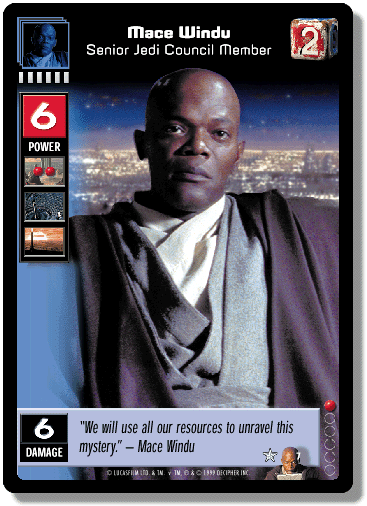 Mace Windu
Senior Jedi Council Member
2
6
POWER
6
DAMAGE
"We will use all our resources to unravel this
mystery." – Mace Windu
© LUCASFILM LTD. & TM. ® & © 1999 DECIPHER INC